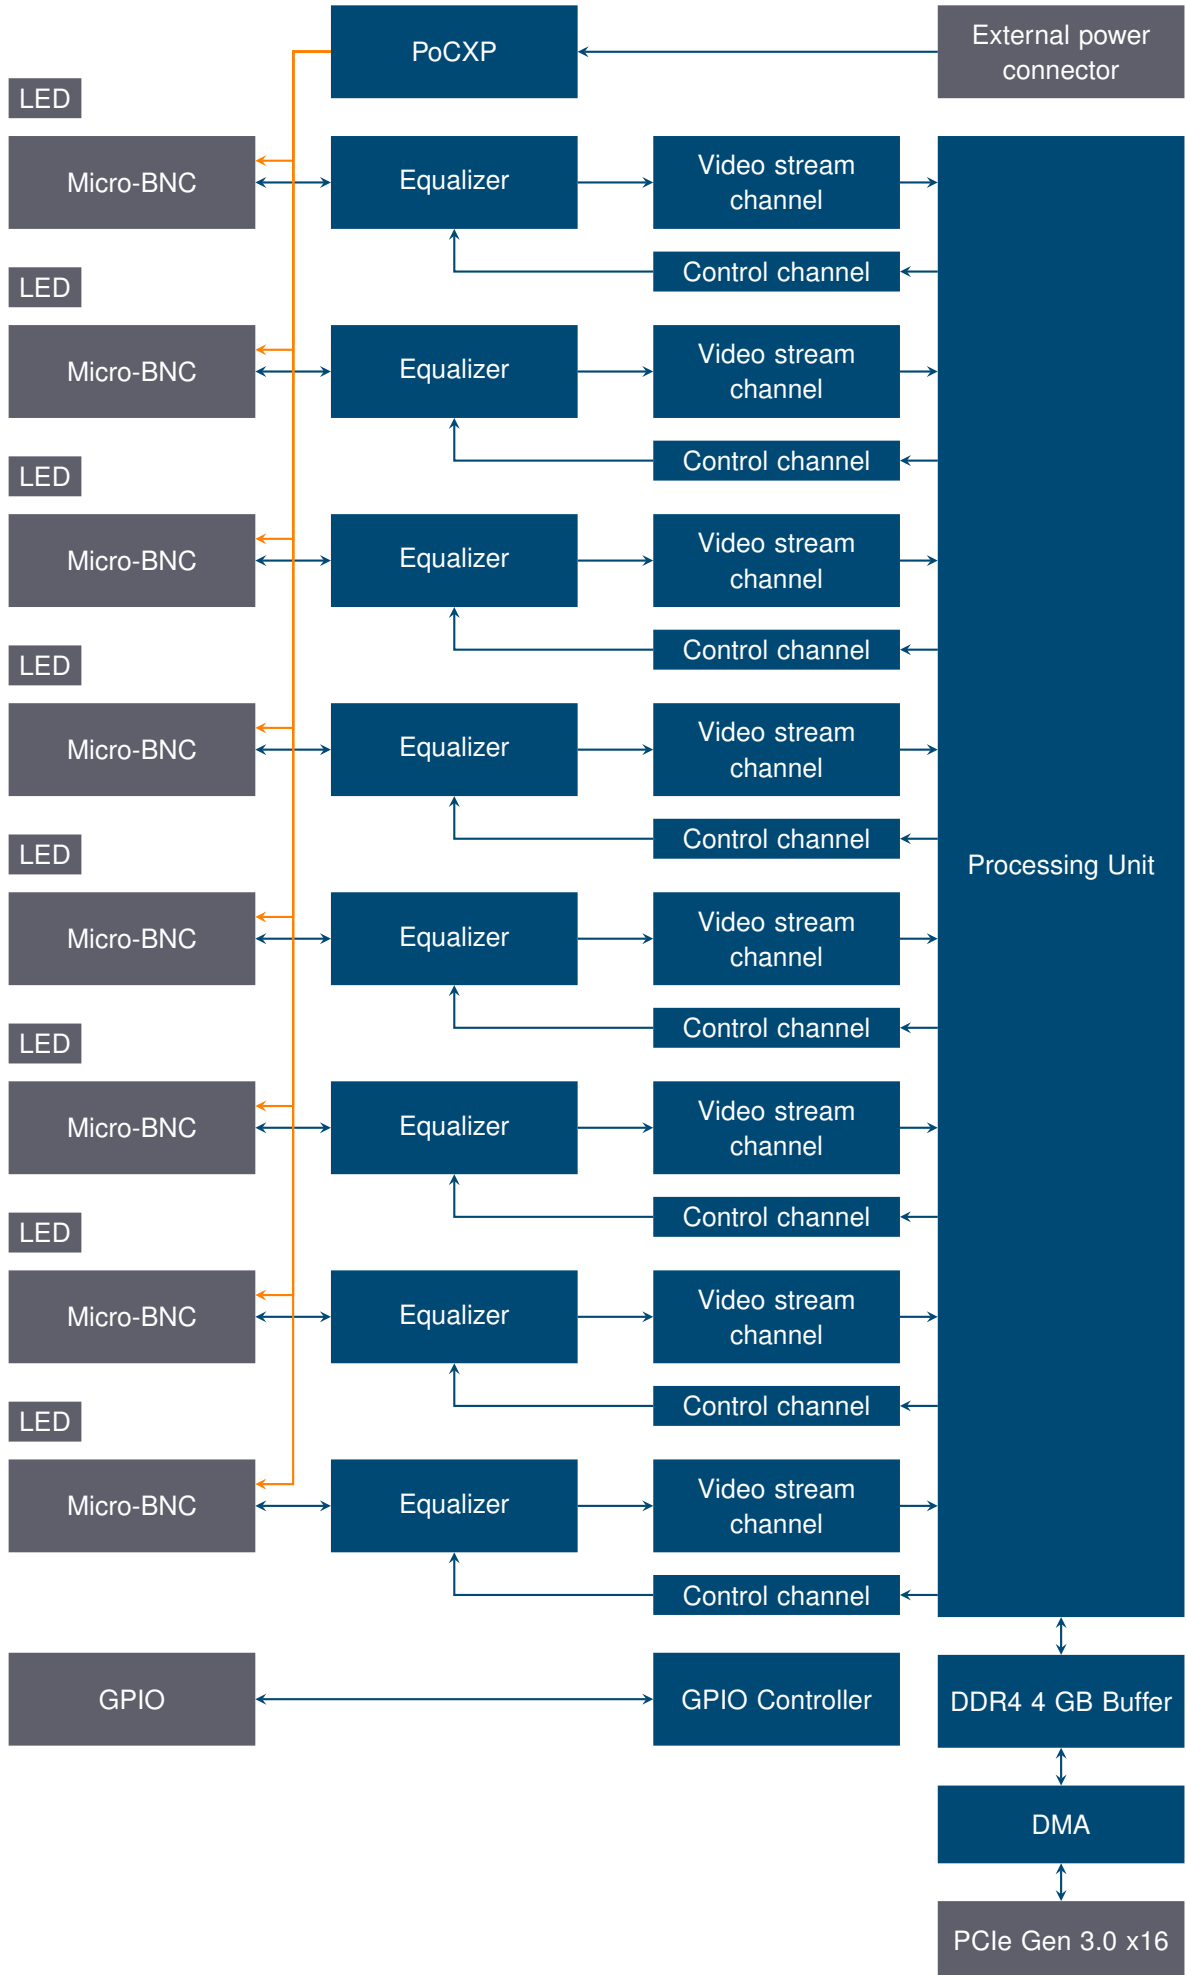 PoCXP
External power
connector
LED
Micro-BNC
Equalizer
Video stream
channel
Control channel
LED
Micro-BNC
Equalizer
Video stream
channel
Control channel
LED
Micro-BNC
Equalizer
Video stream
channel
Control channel
LED
Micro-BNC
Equalizer
Video stream
channel
Control channel
Processing Unit
LED
Micro-BNC
Equalizer
Video stream
channel
Control channel
LED
Micro-BNC
Equalizer
Video stream
channel
Control channel
LED
Micro-BNC
Equalizer
Video stream
channel
Control channel
LED
Micro-BNC
Equalizer
Video stream
channel
Control channel
GPIO
GPIO Controller
DDR4 4 GB Buffer
DMA
PCIe Gen 3.0 x16